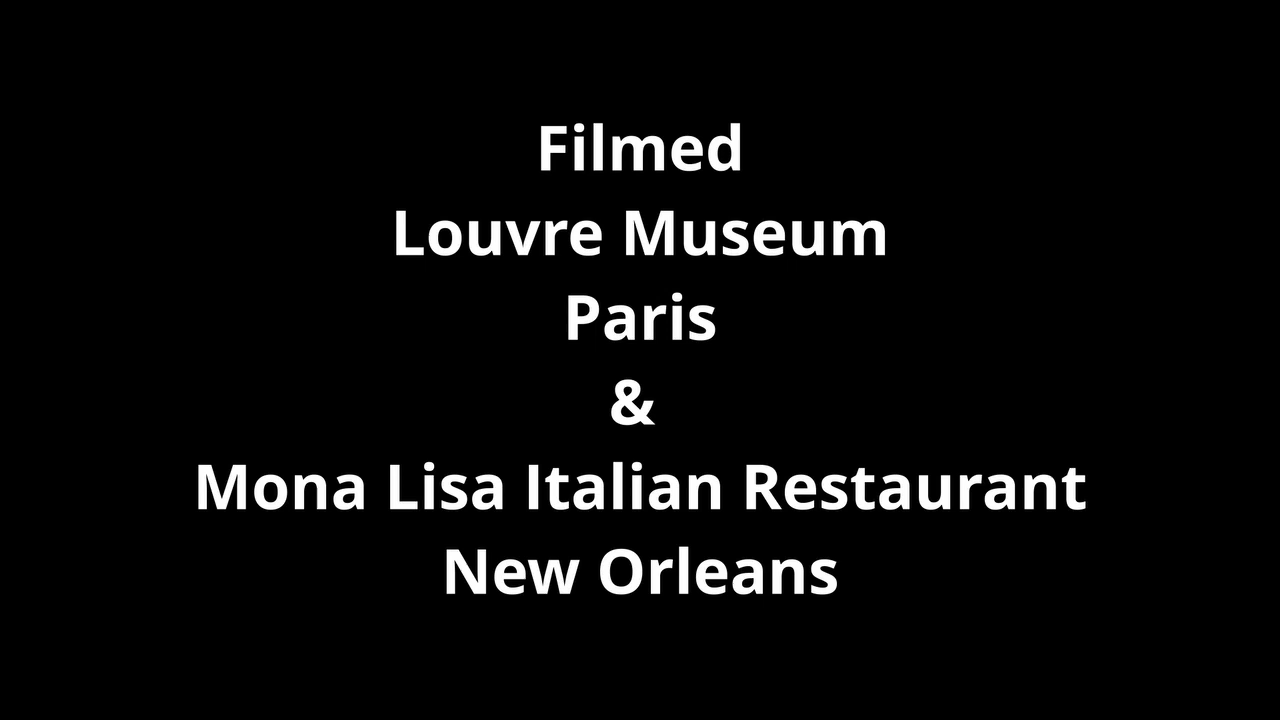 Filmed
Louvre Museum
Paris
&
Mona Lisa Italian Restaurant
New Orleans